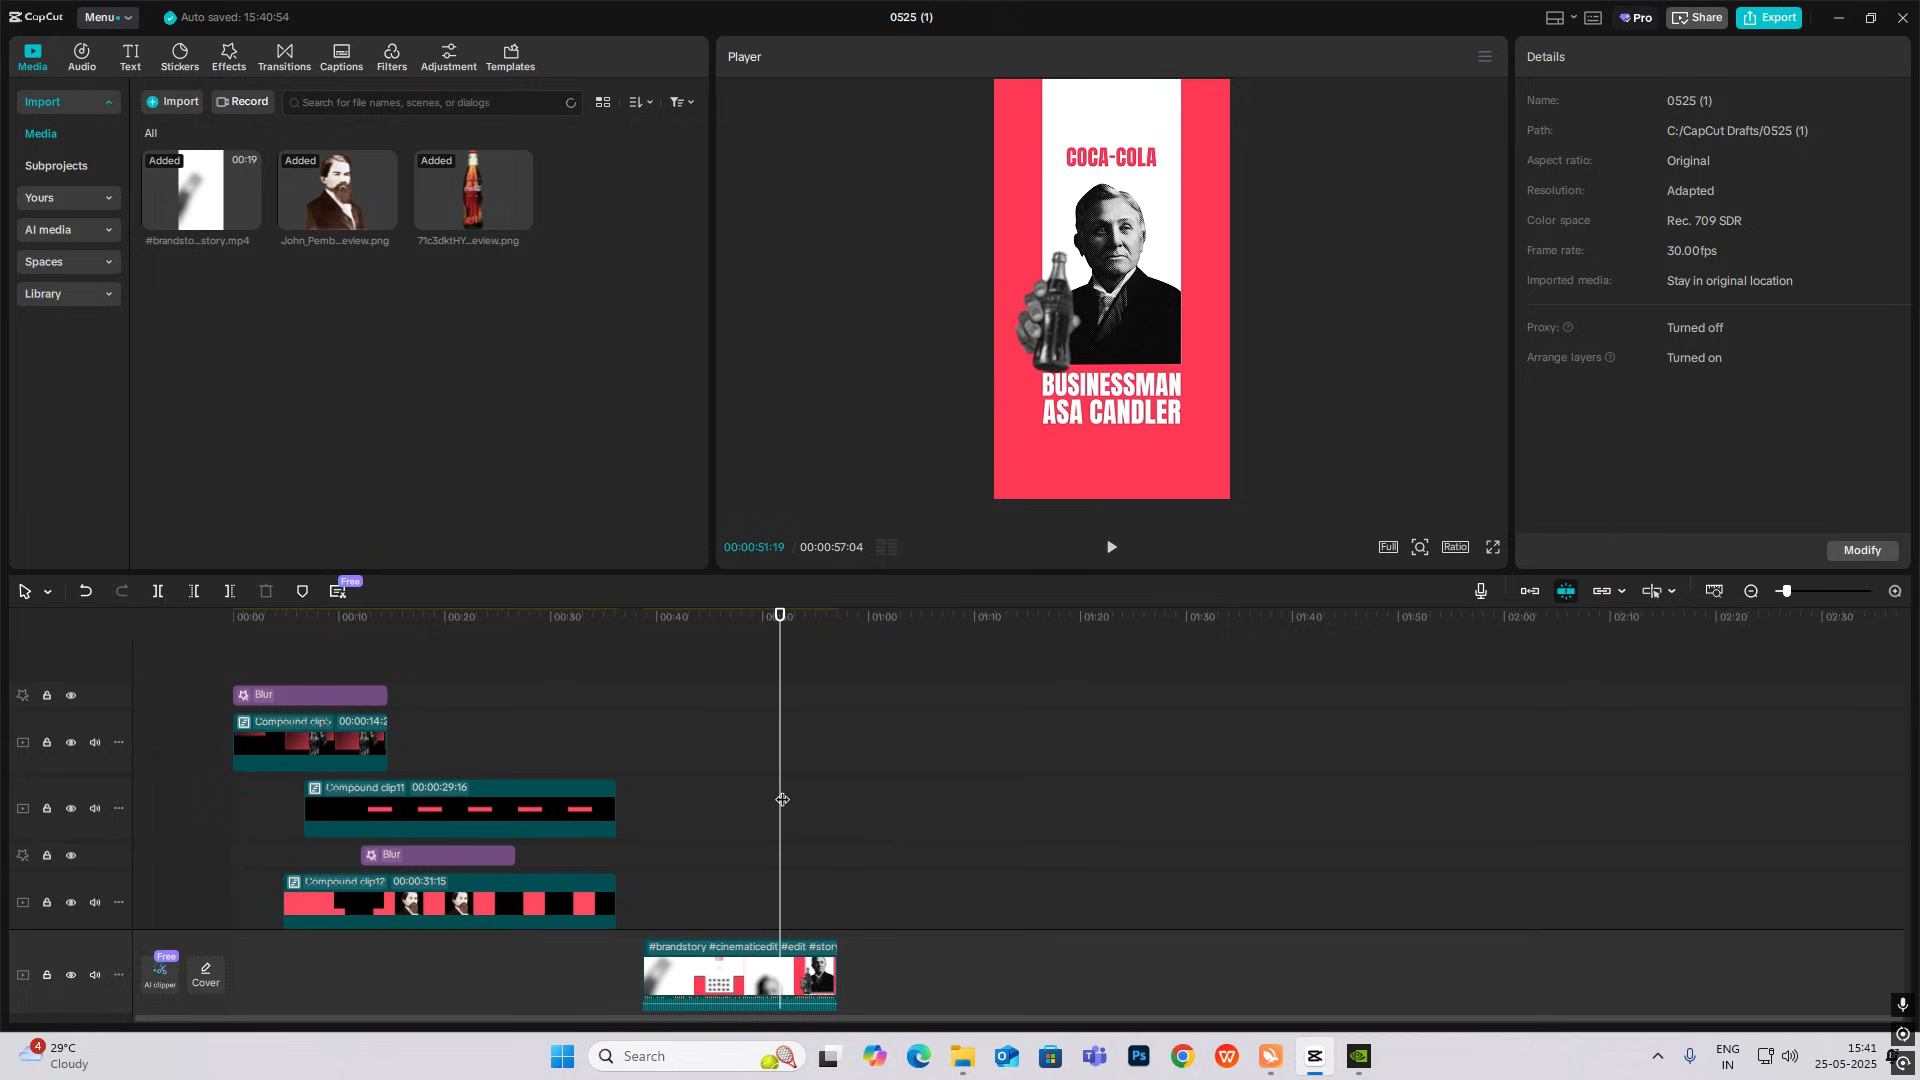 CapCut
Menu
Auto saved: 15:40:54
0525 (1)
Pro
Share
Export
Media
Audio
Text
Stickers
Effects
Transitions
Captions
Filters
Adjustment
Templates
Import
Media
Subprojects
Yours
AI media
Spaces
Library
Import
Record
Search for file names, scenes, or dialogs
All
Added
00:19
#brandsto...story.mp4
Added
John_Pemb...eview.png
Added
71c3dktHY...eview.png
Player
COCA-COLA
BUSINESSMAN
ASA CANDLER
00:00:51:19 / 00:00:57:04
Full
Ratio
Details
Name: 0525 (1)
Path: C:/CapCut Drafts/0525 (1)
Aspect ratio: Original
Resolution: Adapted
Color space Rec. 709 SDR
Frame rate: 30.00fps
Imported media: Stay in original location
Proxy: Turned off
Arrange layers Turned on
Modify
Free
00:00 00:10 00:20 00:30 00:40 01:00 01:10 01:20 01:30 01:40 01:50 02:00 02:10 02:20 02:30
Blur
Compound clip 00:00:14:2
Compound clip11 00:00:29:16
Blur
Compound clip12 00:00:31:15
#brandstory #cinematicedit #edit #story
Free
AI clipper
Cover
4
29°C
Cloudy
Search
Ps
ENG
IN
15:41
25-05-2025